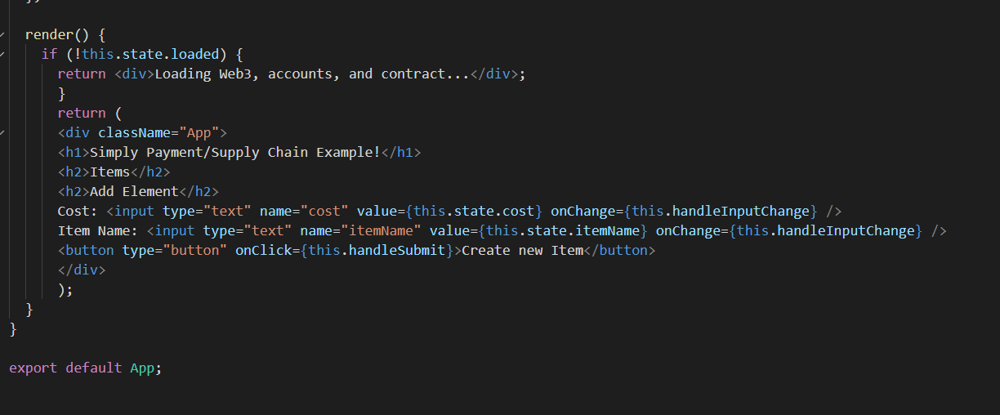 render() {
if (!this.state.loaded) {
return <div>Loading Web3, accounts, and contract...</div>;
}
return (
<div className="App">
<h1>Simply Payment/Supply Chain Example!</h1>
<h2>Items</h2>
<h2>Add Element</h2>
Cost: <input type="text" name="cost" value={this.state.cost} onChange={this.handleInputChange} />
Item Name: <input type="text" name="itemName" value={this.state.itemName} onChange={this.handleInputChange} />
<button type="button" onClick={this.handleSubmit}>Create new Item</button>
</div>
);
}
}
export default App;